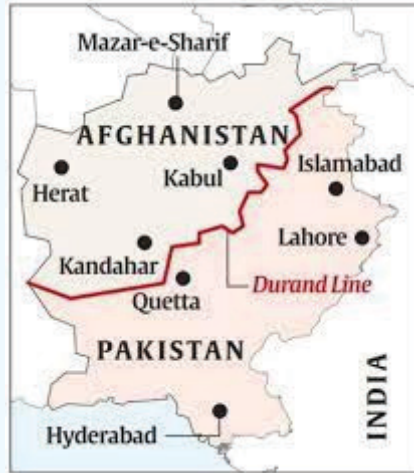 Mazar-e-Sharif
AFGHANISTAN
Islamabad
Kabul
Herat
Lahore
Kandahar
Durand Line
Quetta
PAKISTAN
INDIA
Hyderabad